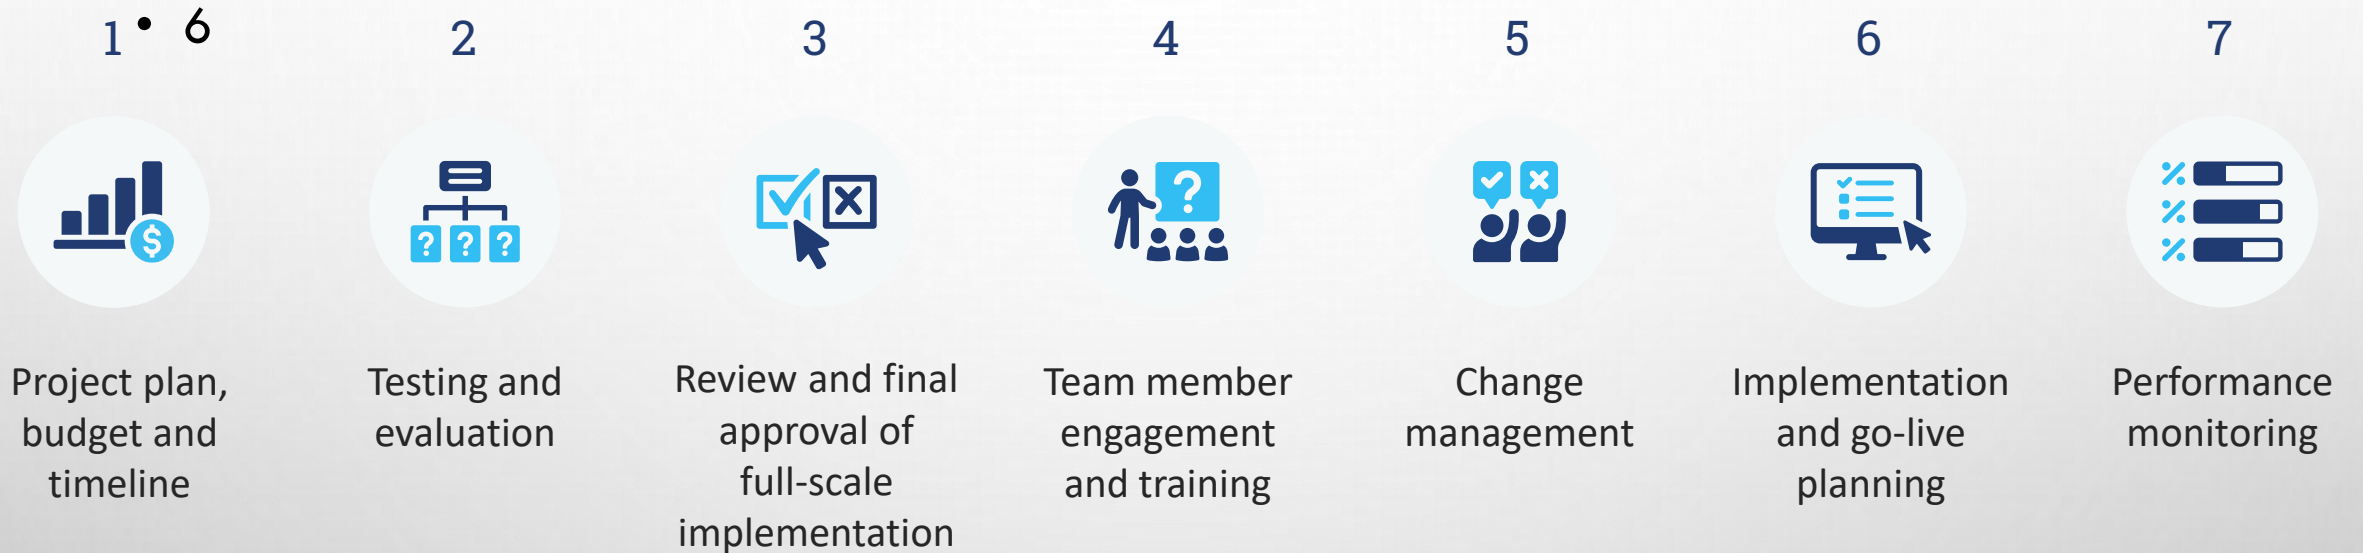 1 • 6 2 3 4 5 6 7
$
? ? ?
?
Project plan,
budget and
timeline
Testing and
evaluation
Review and final
approval of
full-scale
implementation
Team member
engagement
and training
Change
management
Implementation
and go-live
planning
%
%
%
Performance
monitoring